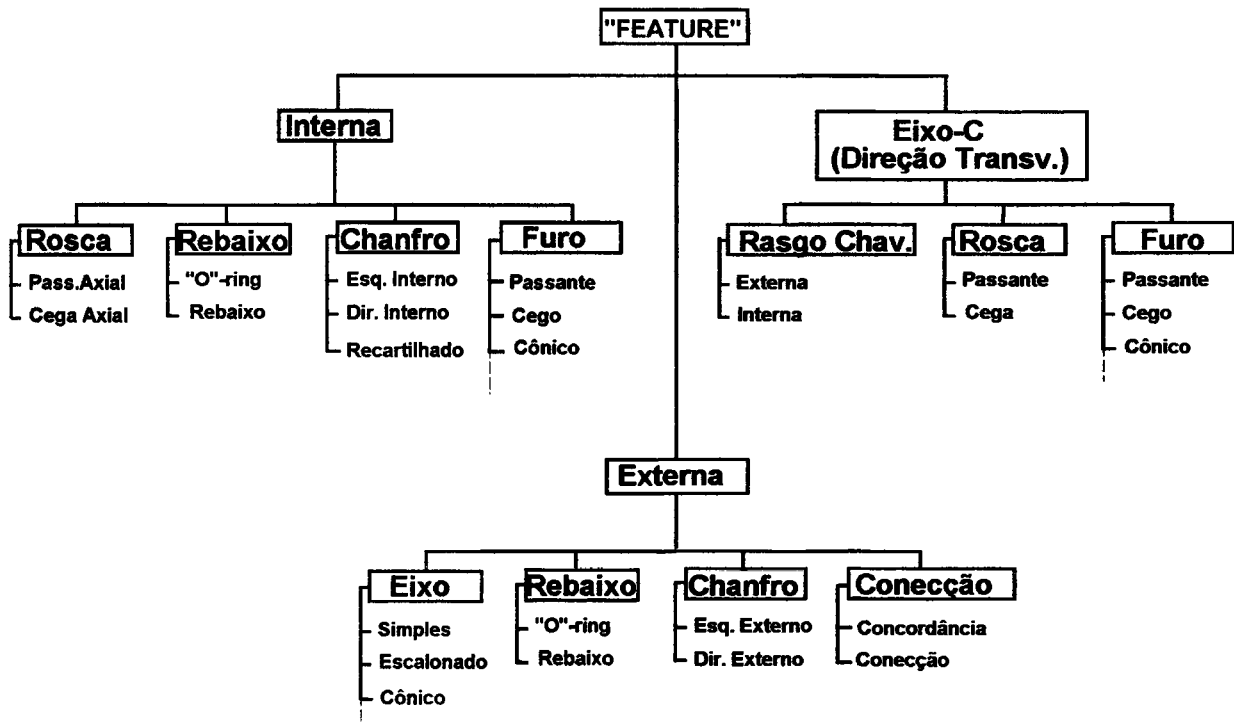 "FEATURE"
Interna
Eixo-C
(Direção Transv.)
Rosca
Pass.Axial
Cega Axial
Rebaixo
"O"-ring
Rebaixo
Chanfro
Esq. Interno
Dir. Interno
Recartilhado
Furo
Passante
Cego
Cônico
Rasgo Chav.
Externa
Interna
Rosca
Passante
Cega
Furo
Passante
Cego
Cônico
Externa
Eixo
Simples
Escalonado
Cônico
Rebaixo
"O"-ring
Rebaixo
Chanfro
Esq. Externo
Dir. Externo
Conecção
Concordância
Conecção